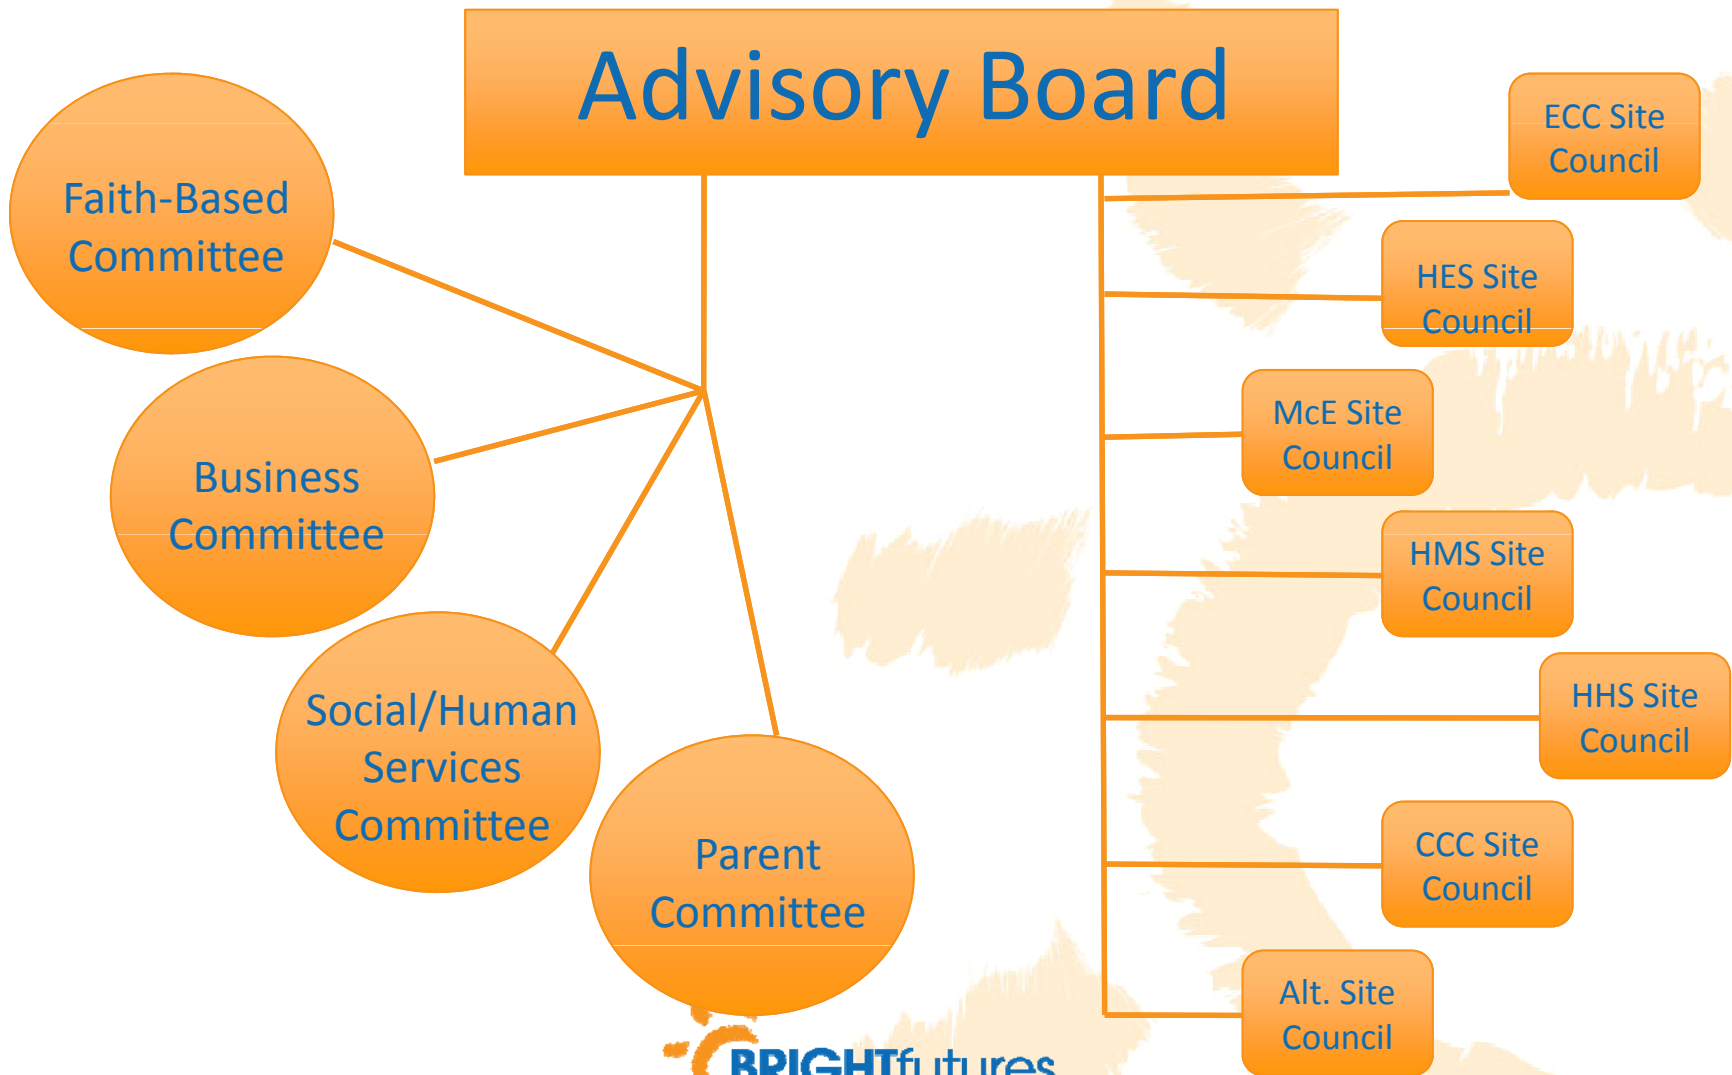 Advisory Board
Faith-Based
Committee
Business
Committee
Social/Human
Services
Committee
Parent
Committee
ECC Site
Council
HES Site
Council
McE Site
Council
HMS Site
Council
HHS Site
Council
CCC Site
Council
Alt. Site
Council
BRIGHTfutures